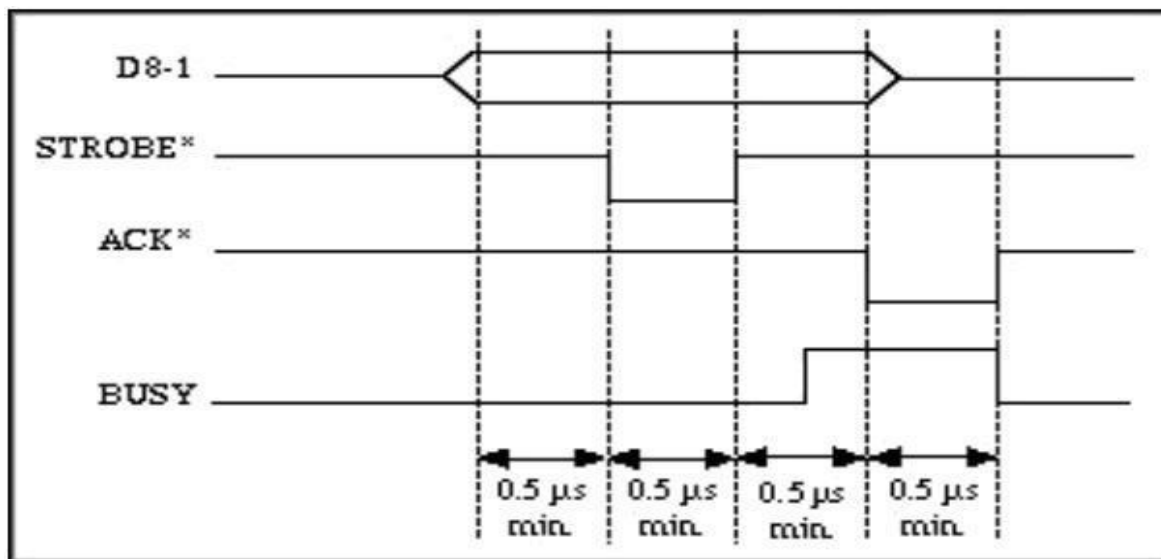 D8-1
STROBE*
ACK*
BUSY
0.5 µs 0.5 µs 0.5 µs 0.5 µs
min. min. min. min.